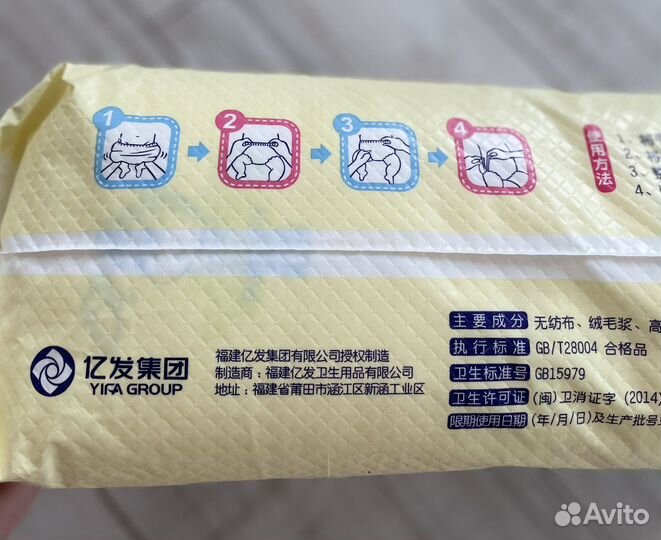 1
2
3
4
使用方法
1、
2、
3、
4、
亿发集团
YIFA GROUP
福建亿发集团有限公司授权制造
制造商：福建亿发卫生用品有限公司
地址：福建省莆田市涵江区新涵工业区
主要成分 无纺布、绒毛浆、高
执行标准 GB/T28004 合格品
卫生标准号 GB15979
卫生许可证 (闽)卫消证字 (2014)
限期使用日期 (年/月/日)及生产批号
Avito